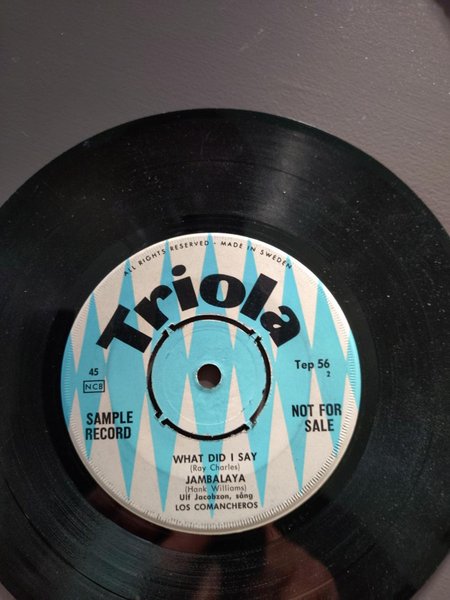 ALL RIGHTS RESERVED - MADE IN SWEDEN
Triola
45
NCB
Tep 56
2
SAMPLE
RECORD
NOT FOR
SALE
WHAT DID I SAY
(Ray Charles)
JAMBALAYA
(Hank Williams)
Ulf Jacobzon, sång
LOS COMANCHEROS